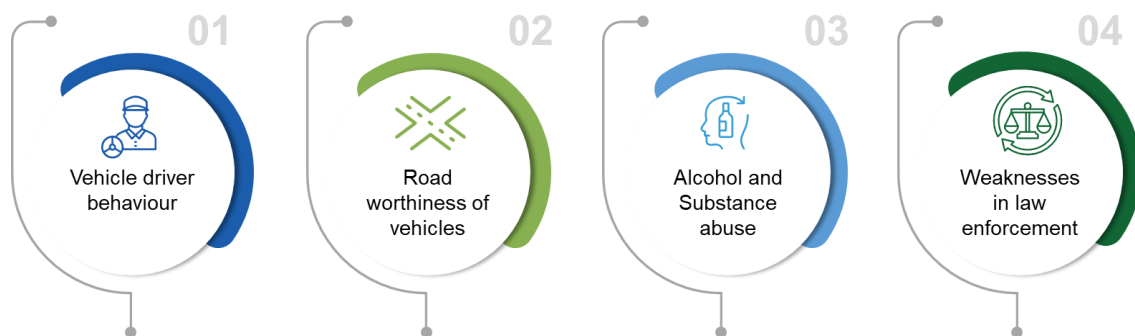 01
Vehicle driver
behaviour
02
Road
worthiness of
vehicles
03
Alcohol and
Substance
abuse
04
Weaknesses
in law
enforcement